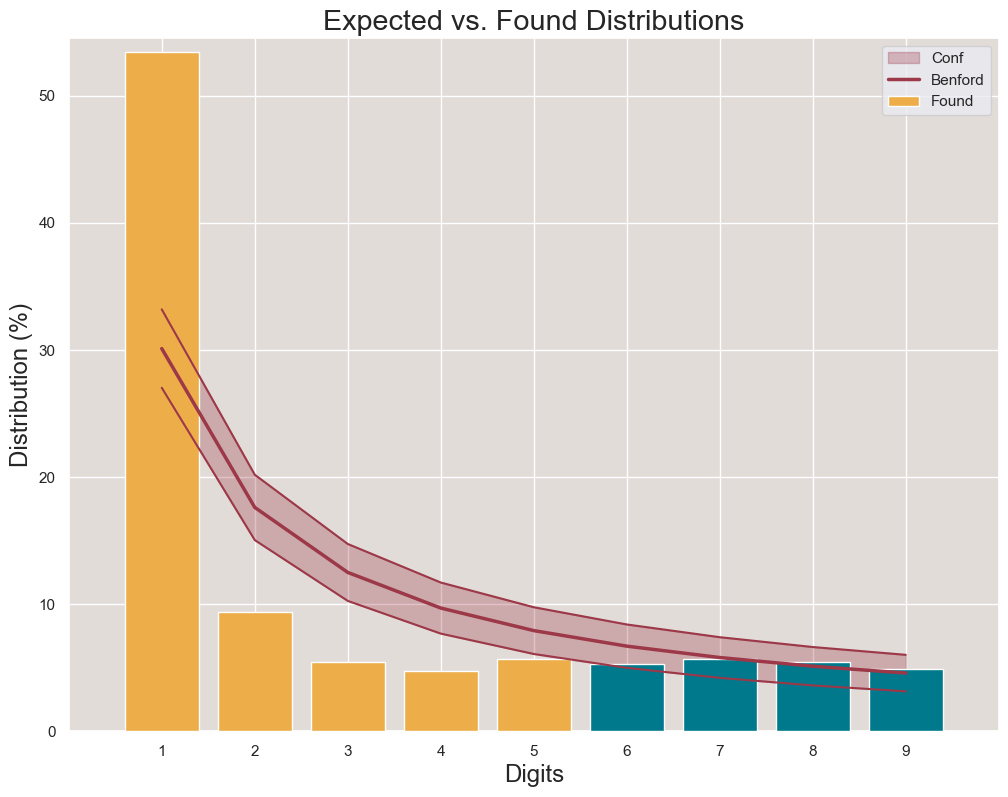 Expected vs. Found Distributions
Conf
Benford
Found
Distribution (%)
50
40
30
20
10
0
1 2 3 4 5 6 7 8 9
Digits